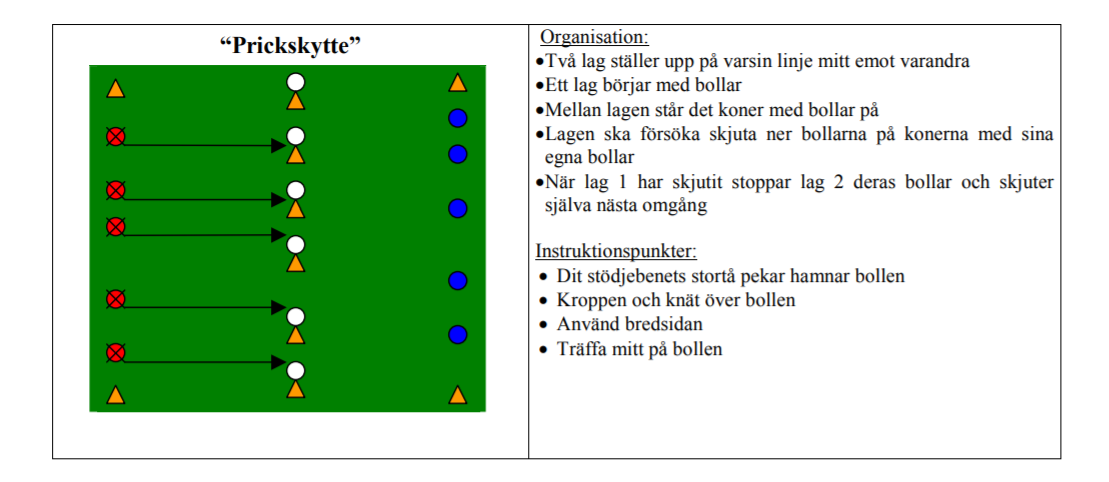 “Prickskytte”
Organisation:
•Två lag ställer upp på varsin linje mitt emot varandra
•Ett lag börjar med bollar
•Mellan lagen står det koner med bollar på
•Lagen ska försöka skjuta ner bollarna på konerna med sina
egna bollar
•När lag 1 har skjutit stoppar lag 2 deras bollar och skjuter
själva nästa omgång
Instruktionspunkter:
• Dit stödjebenets stortå pekar hamnar bollen
• Kroppen och knät över bollen
• Använd bredsidan
• Träffa mitt på bollen